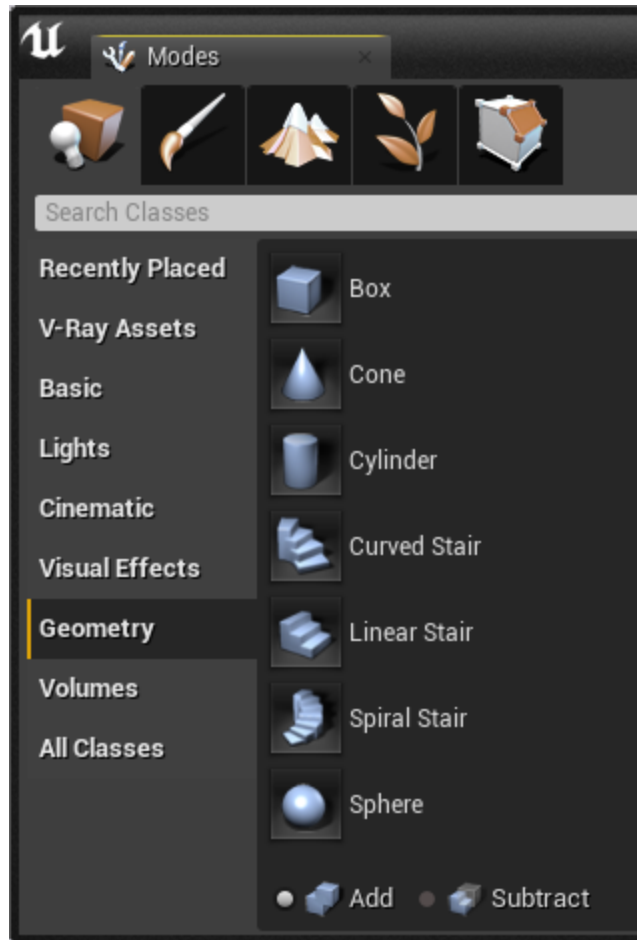 Modes
Search Classes
Recently Placed
V-Ray Assets
Basic
Lights
Cinematic
Visual Effects
Geometry
Volumes
All Classes
Box
Cone
Cylinder
Curved Stair
Linear Stair
Spiral Stair
Sphere
Add Subtract